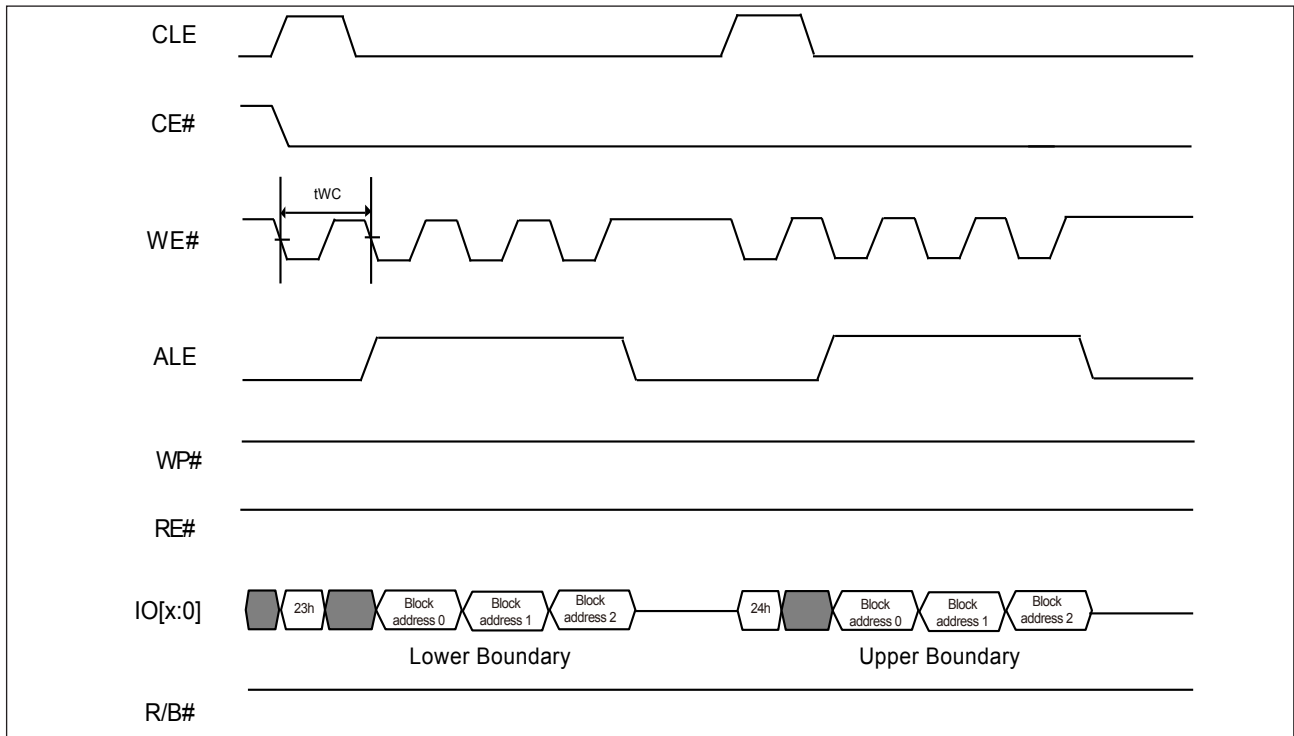 CLE
CE#
tWC
WE#
ALE
WP#
RE#
IO[x:0]
23h
Block
address 0
Block
address 1
Block
address 2
24h
Block
address 0
Block
address 1
Block
address 2
Lower Boundary
Upper Boundary
R/B#